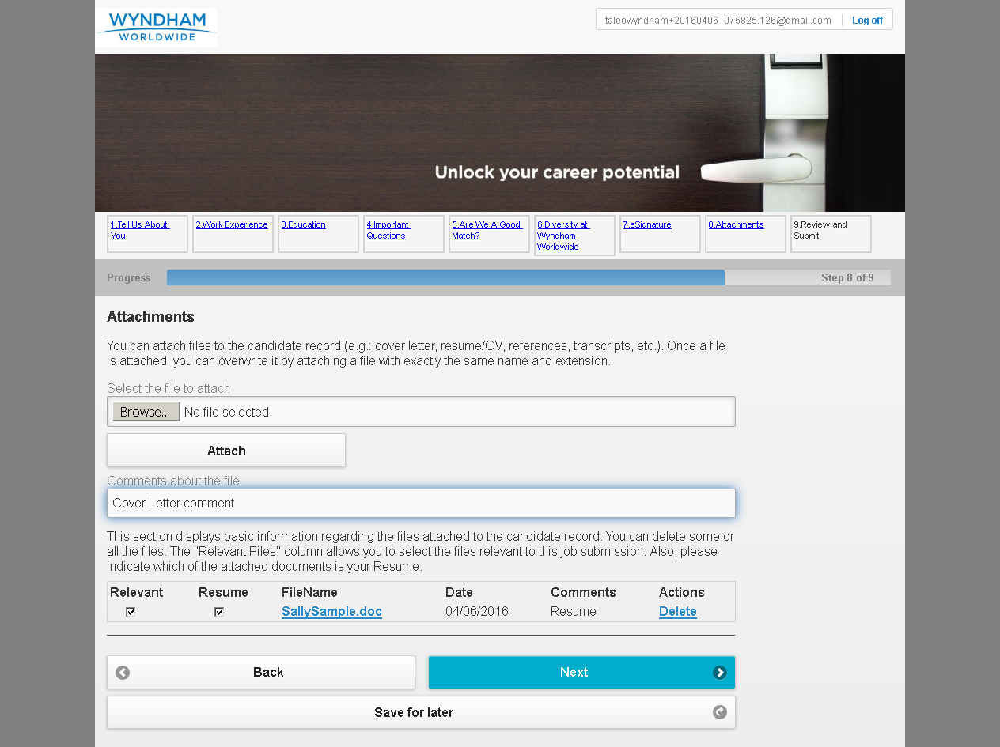 WYNDHAM
WORLDWIDE
taleowyndham+20160406_075825.126@gmail.com
Log off
Unlock your career potential
1.Tell Us About
You
2.Work Experience
3.Education
4.Important
Questions
5.Are We A Good
Match?
6.Diversity at
Wyndham
Worldwide
7.eSignature
8.Attachments
9.Review and
Submit
Progress
Step 8 of 9
Attachments
You can attach files to the candidate record (e.g.: cover letter, resume/CV, references, transcripts, etc.). Once a file
is attached, you can overwrite it by attaching a file with exactly the same name and extension.
Select the file to attach
Browse... No file selected.
Attach
Comments about the file
Cover Letter comment
This section displays basic information regarding the files attached to the candidate record. You can delete some or
all the files. The "Relevant Files" column allows you to select the files relevant to this job submission. Also, please
indicate which of the attached documents is your Resume.
Relevant Resume FileName Date Comments Actions
SallySample.doc 04/06/2016 Resume Delete
Back
Next
Save for later